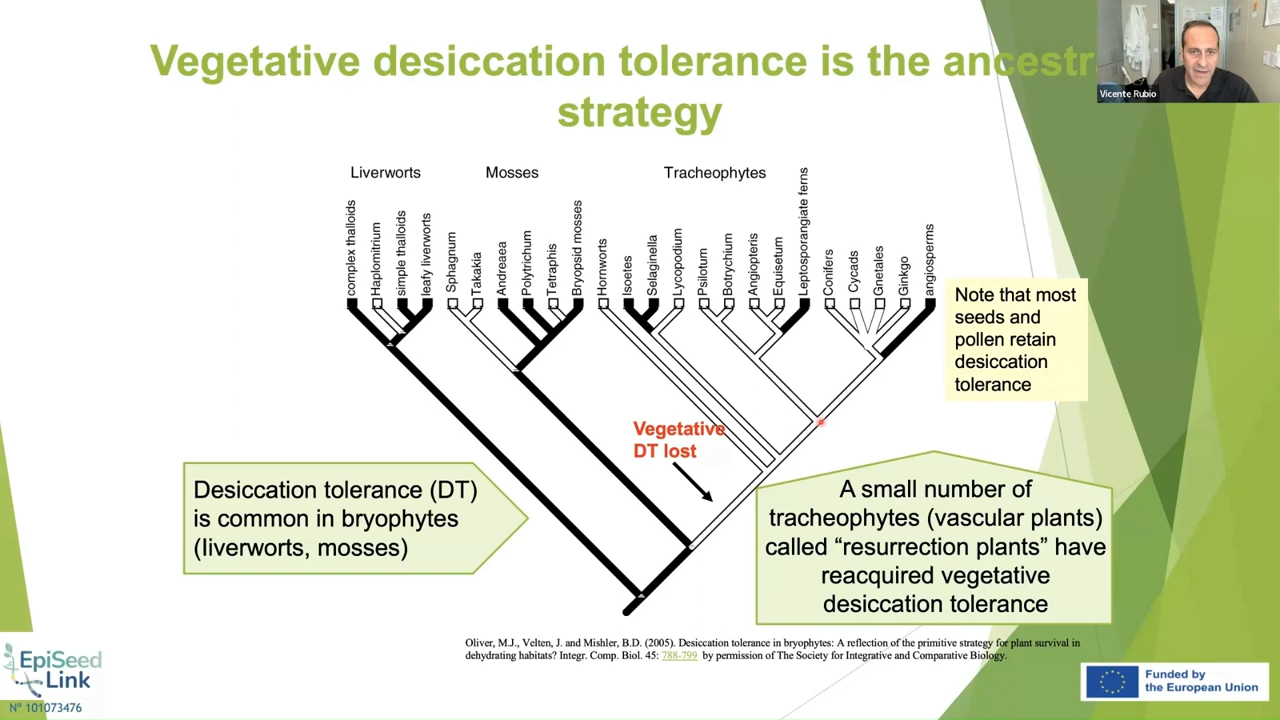 Vegetative desiccation tolerance is the ancestr
strategy
Vicente Rubio
Liverworts
Mosses
Tracheophytes
complex thalloids
Haplomitrium
simple thalloids
leafy liverworts
Sphagnum
Takakia
Andreaea
Polytrichum
Tetraphis
Bryopsid mosses
Hornworts
Isoetes
Selaginella
Lycopodium
Psilotum
Botrychium
Angiopteris
Equisetum
Leptosporangiate ferns
Conifers
Cycads
Gnetales
Ginkgo
angiosperms
Note that most
seeds and
pollen retain
desiccation
tolerance
Vegetative
DT lost
Desiccation tolerance (DT)
is common in bryophytes
(liverworts, mosses)
A small number of
tracheophytes (vascular plants)
called “resurrection plants” have
reacquired vegetative
desiccation tolerance
Oliver, M.J., Velten, J. and Mishler, B.D. (2005). Desiccation tolerance in bryophytes: A reflection of the primitive strategy for plant survival in
dehydrating habitats? Integr. Comp. Biol. 45: 788-799 by permission of The Society for Integrative and Comparative Biology.
EpiSeed
Link
Nº 101073476
Funded by
the European Union